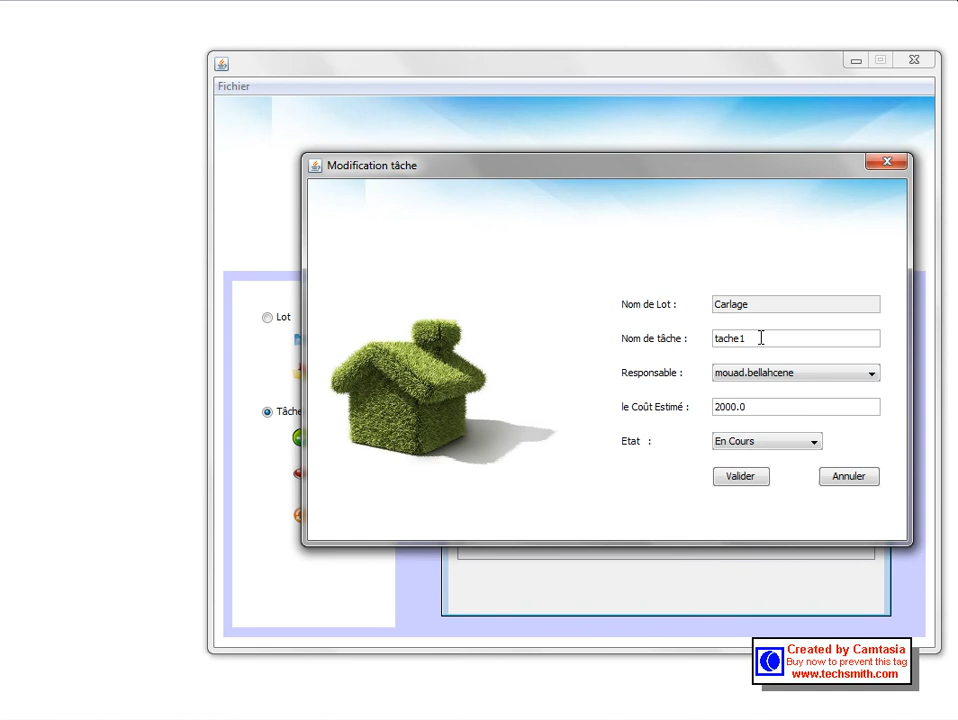 Fichier
Modification tâche
Nom de Lot : Carlage
Lot
Nom de tâche : tache1
Responsable : mouad.bellahcene
le Coût Estimé : 2000.0
Tâche
Etat : En Cours
Valider Annuler
Created by Camtasia
Buy now to prevent this tag
www.techsmith.com